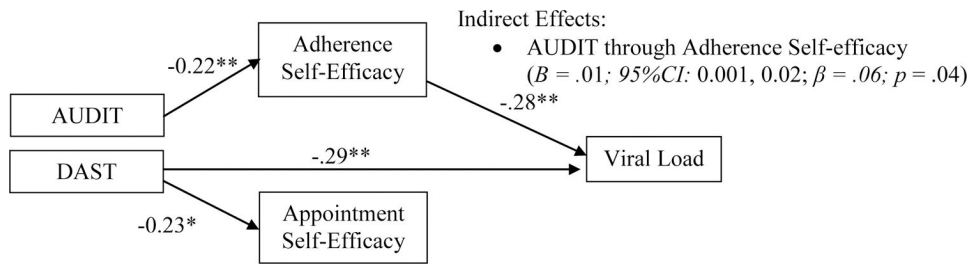 Indirect Effects:
• AUDIT through Adherence Self-efficacy
(B = .01; 95%CI: 0.001, 0.02; β = .06; p = .04)
Adherence
Self-Efficacy
-0.22**
-.28**
AUDIT
Viral Load
DAST
-.29**
-0.23*
Appointment
Self-Efficacy